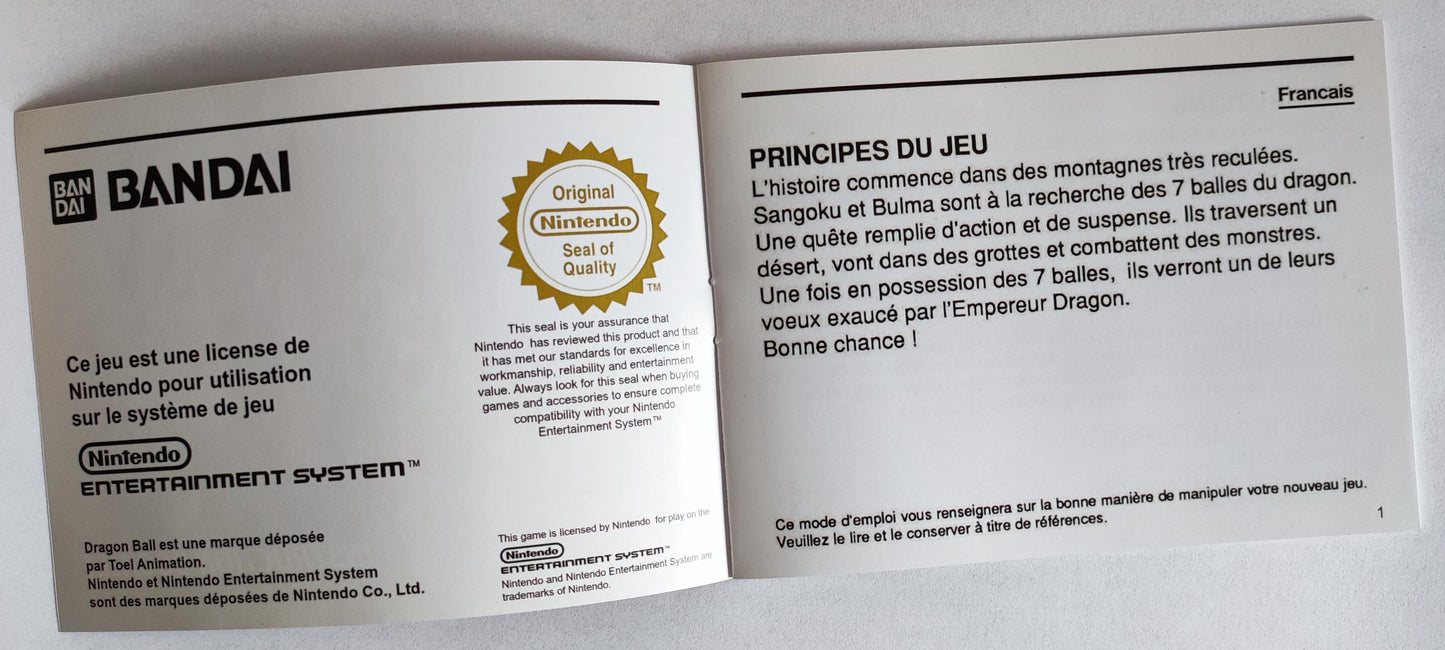 BAN
DAI
BANDAI
Original
Nintendo
Seal of
Quality
TM
This seal is your assurance that
Nintendo has reviewed this product and that
it has met our standards for excellence in
workmanship, reliability and entertainment
value. Always look for this seal when buying
games and accessories to ensure complete
compatibility with your Nintendo
Entertainment System™
Ce jeu est une license de
Nintendo pour utilisation
sur le système de jeu
Nintendo
ENTERTAINMENT SYSTEM™
Dragon Ball est une marque déposée
par Toel Animation.
Nintendo et Nintendo Entertainment System
sont des marques déposées de Nintendo Co., Ltd.
This game is licensed by Nintendo for play on the
Nintendo
ENTERTAINMENT SYSTEM™
Nintendo and Nintendo Entertainment System are
trademarks of Nintendo.
Francais
PRINCIPES DU JEU
L'histoire commence dans des montagnes très reculées.
Sangoku et Bulma sont à la recherche des 7 balles du dragon.
Une quête remplie d'action et de suspense. Ils traversent un
désert, vont dans des grottes et combattent des monstres.
Une fois en possession des 7 balles, ils verront un de leurs
voeux exaucé par l'Empereur Dragon.
Bonne chance !
Ce mode d'emploi vous renseignera sur la bonne manière de manipuler votre nouveau jeu.
Veuillez le lire et le conserver à titre de références.
1